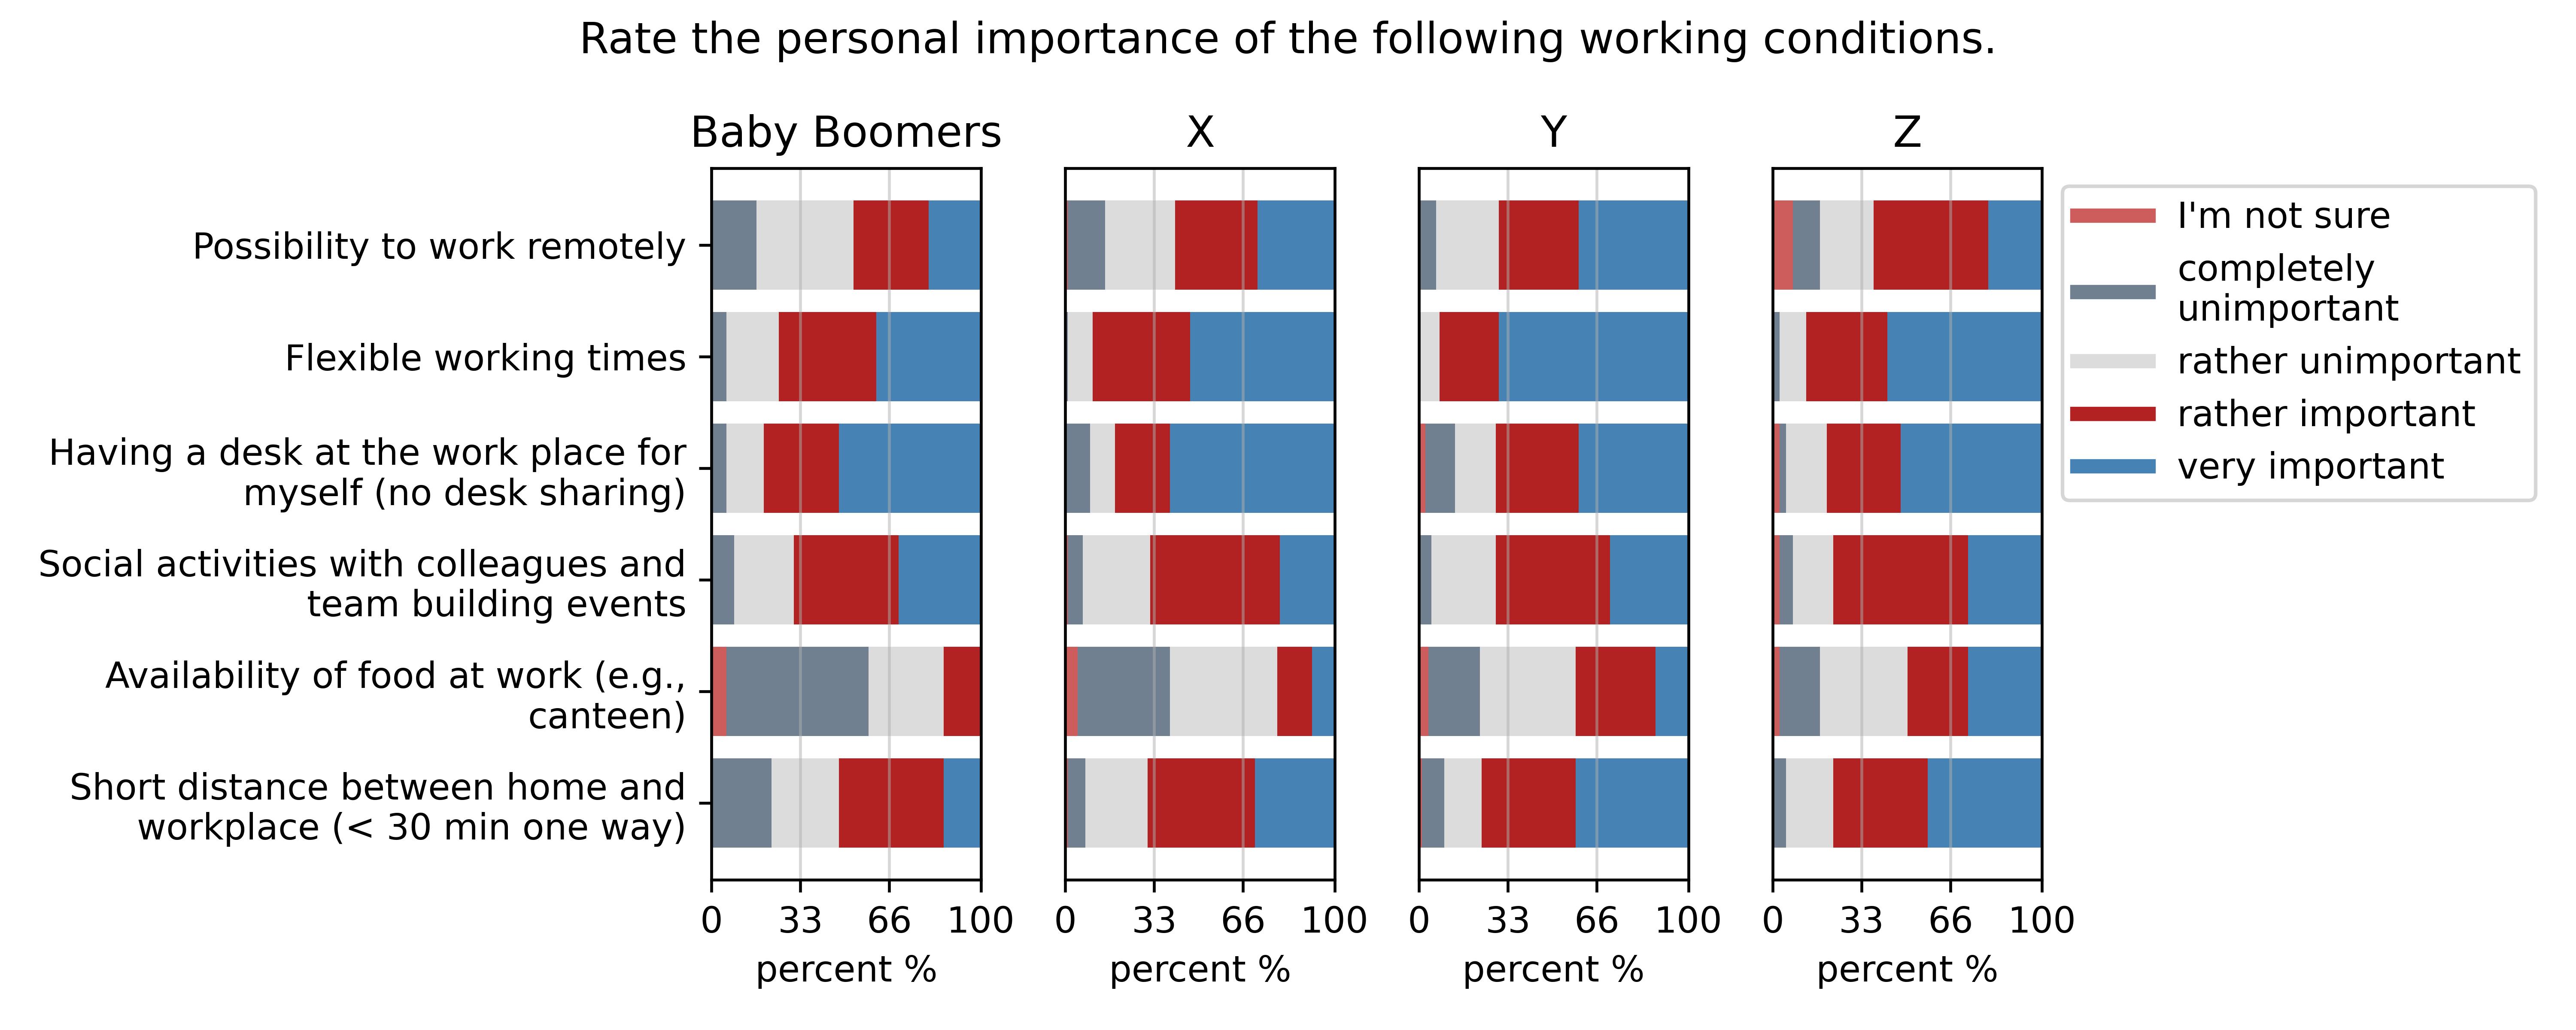 Rate the personal importance of the following working conditions.
Baby Boomers
X
Y
Z
Possibility to work remotely
Flexible working times
Having a desk at the work place for
myself (no desk sharing)
Social activities with colleagues and
team building events
Availability of food at work (e.g.,
canteen)
Short distance between home and
workplace (< 30 min one way)
0 33 66 100
percent %
0 33 66 100
percent %
0 33 66 100
percent %
0 33 66 100
percent %
I'm not sure
completely
unimportant
rather unimportant
rather important
very important